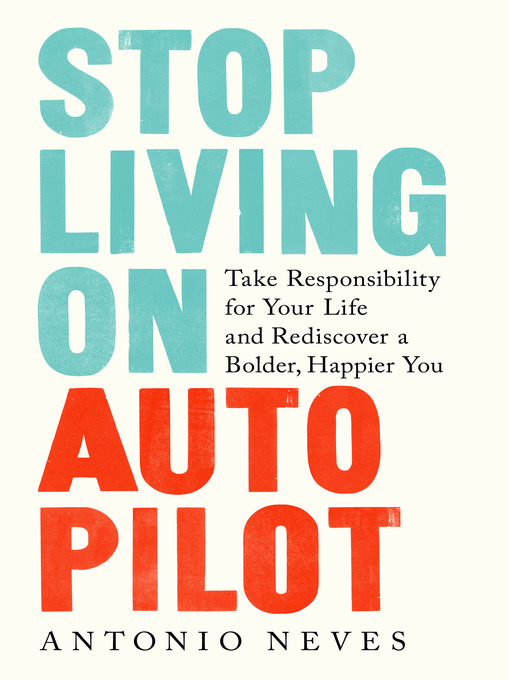 STOP
LIVING
ON
Take Responsibility
for Your Life
and Rediscover a
Bolder, Happier You
AUTO
PILOT
ANTONIO NEVES